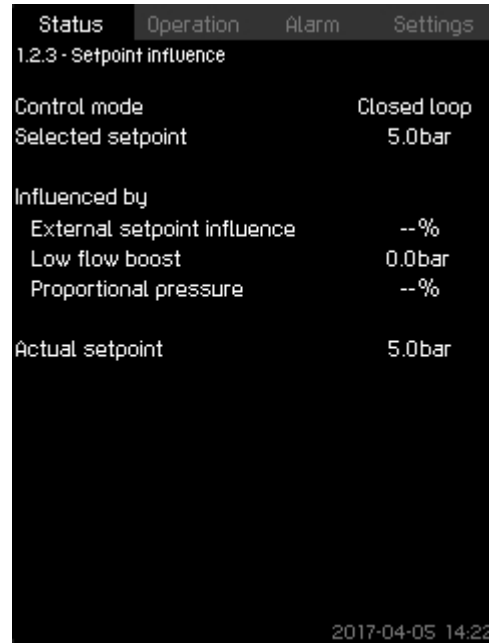 Status Operation Alarm Settings
1.2.3 - Setpoint influence
Control mode Closed loop
Selected setpoint 5.0bar
Influenced by
External setpoint influence --%
Low flow boost 0.0bar
Proportional pressure --%
Actual setpoint 5.0bar
2017-04-05 14:22